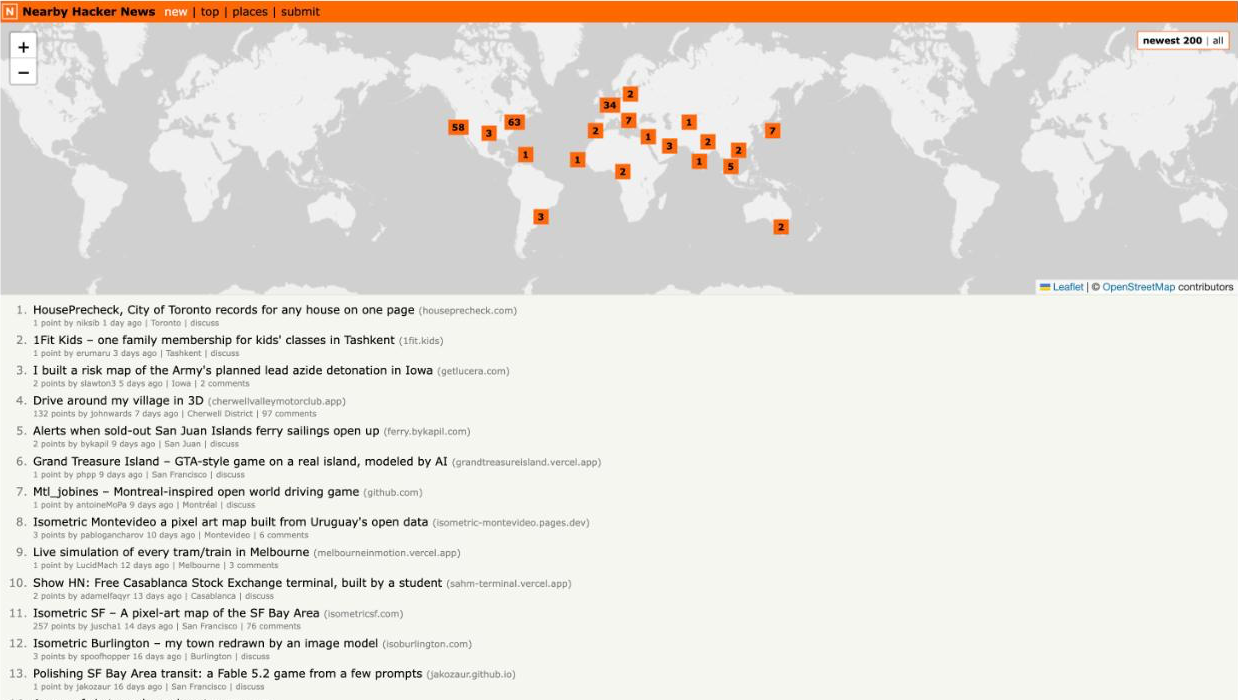 N Nearby Hacker News new | top | places | submit
+
−
newest 200 | all
2
34
58
3
63
2
7
1
1
7
1
3
2
2
1
1
2
1
5
3
2
Leaflet | © OpenStreetMap contributors
1. HousePrecheck, City of Toronto records for any house on one page (houseprecheck.com)
1 point by niksib 1 day ago | Toronto | discuss
2. 1Fit Kids – one family membership for kids' classes in Tashkent (1fit.kids)
1 point by erumaru 3 days ago | Tashkent | discuss
3. I built a risk map of the Army's planned lead azide detonation in Iowa (getlucera.com)
2 points by slawton3 5 days ago | Iowa | 2 comments
4. Drive around my village in 3D (cherwellvalleymotorclub.app)
132 points by johnwards 7 days ago | Cherwell District | 97 comments
5. Alerts when sold-out San Juan Islands ferry sailings open up (ferry.bykapil.com)
2 points by bykapil 9 days ago | San Juan | discuss
6. Grand Treasure Island – GTA-style game on a real island, modeled by AI (grandtreasureisland.vercel.app)
1 point by phpp 9 days ago | San Francisco | discuss
7. Mtl_jobines – Montreal-inspired open world driving game (github.com)
1 point by antoineMoPa 9 days ago | Montréal | discuss
8. Isometric Montevideo a pixel art map built from Uruguay's open data (isometric-montevideo.pages.dev)
3 points by pablogancharov 10 days ago | Montevideo | 6 comments
9. Live simulation of every tram/train in Melbourne (melbourneinmotion.vercel.app)
1 point by LucidMach 12 days ago | Melbourne | 3 comments
10. Show HN: Free Casablanca Stock Exchange terminal, built by a student (sahm-terminal.vercel.app)
2 points by adamelfaqyr 13 days ago | Casablanca | discuss
11. Isometric SF – A pixel-art map of the SF Bay Area (isometricsf.com)
257 points by juscha1 14 days ago | San Francisco | 76 comments
12. Isometric Burlington – my town redrawn by an image model (isoburlington.com)
3 points by spoofhopper 16 days ago | Burlington | discuss
13. Polishing SF Bay Area transit: a Fable 5.2 game from a few prompts (jakozaur.github.io)
1 point by jakozaur 16 days ago | San Francisco | discuss